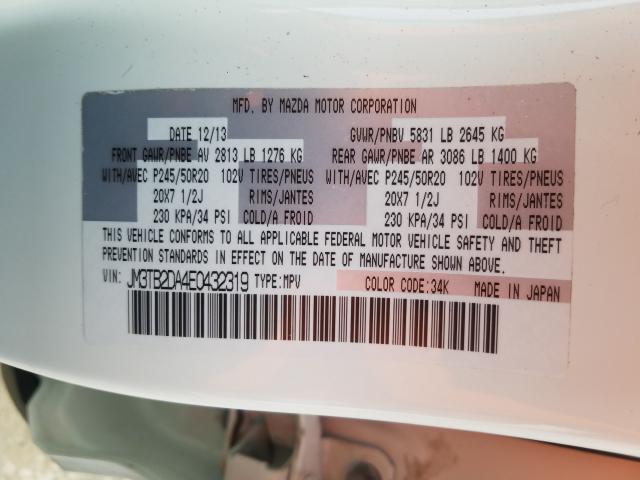 MFD. BY MAZDA MOTOR CORPORATION
DATE 12/13 GVWR/PNBV 5831 LB 2645 KG
FRONT GAWR/PNBE AV 2813 LB 1276 KG REAR GAWR/PNBE AR 3086 LB 1400 KG
WITH/AVEC P245/50R20 102V TIRES/PNEUS WITH/AVEC P245/50R20 102V TIRES/PNEUS
20X7 1/2J RIMS/JANTES 20X7 1/2J RIMS/JANTES
230 KPA/34 PSI COLD/A FROID 230 KPA/34 PSI COLD/A FROID
THIS VEHICLE CONFORMS TO ALL APPLICABLE FEDERAL MOTOR VEHICLE SAFETY AND THEFT
PREVENTION STANDARDS IN EFFECT ON THE DATE OF MANUFACTURE SHOWN ABOVE.
VIN: JM3TB2DA4E0432319 TYPE:MPV COLOR CODE:34K MADE IN JAPAN